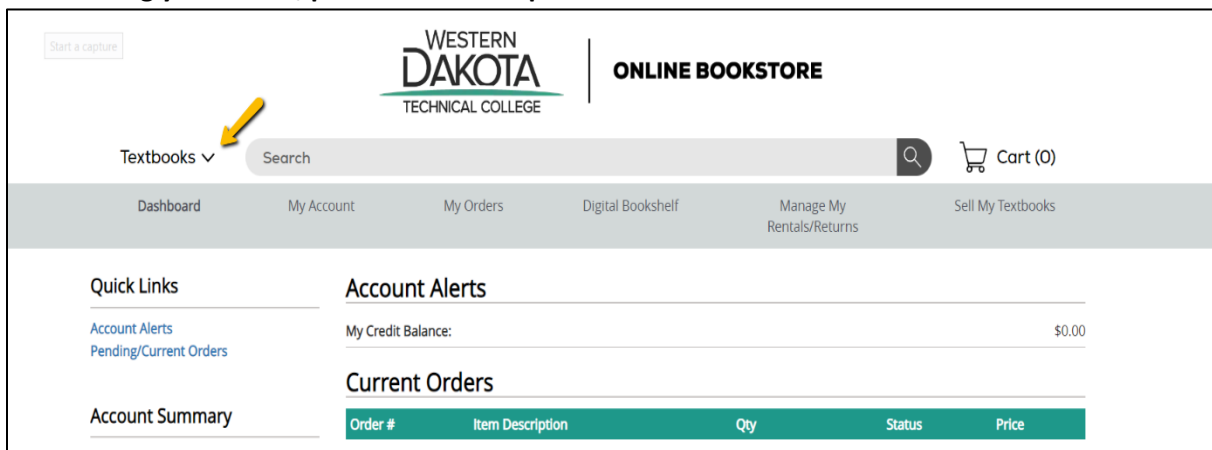 Start a capture
WESTERN
DAKOTA
TECHNICAL COLLEGE
ONLINE BOOKSTORE
Textbooks
Search
Cart (0)
Dashboard
My Account
My Orders
Digital Bookshelf
Manage My
Rentals/Returns
Sell My Textbooks
Quick Links
Account Alerts
Pending/Current Orders
Account Summary
Account Alerts
My Credit Balance: $0.00
Current Orders
Order # Item Description Qty Status Price